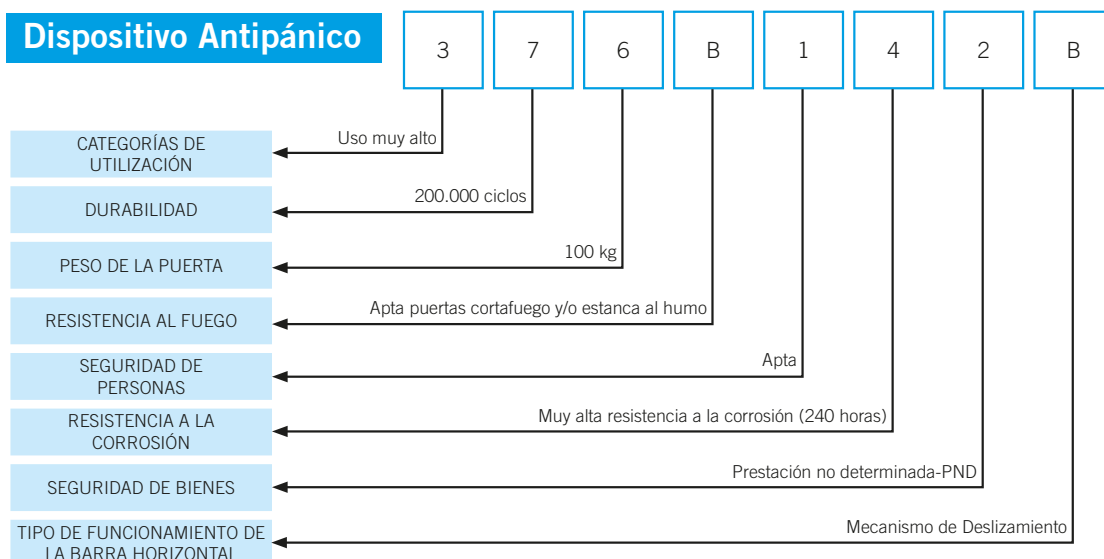 Dispositivo Antipánico
3 7 6 B 1 4 2 B
CATEGORÍAS DE
UTILIZACIÓN
Uso muy alto
DURABILIDAD
200.000 ciclos
PESO DE LA PUERTA
100 kg
RESISTENCIA AL FUEGO
Apta puertas cortafuego y/o estanca al humo
SEGURIDAD DE
PERSONAS
Apta
RESISTENCIA A LA
CORROSIÓN
Muy alta resistencia a la corrosión (240 horas)
SEGURIDAD DE BIENES
Prestación no determinada-PND
TIPO DE FUNCIONAMIENTO DE
LA BARRA HORIZONTAL
Mecanismo de Deslizamiento